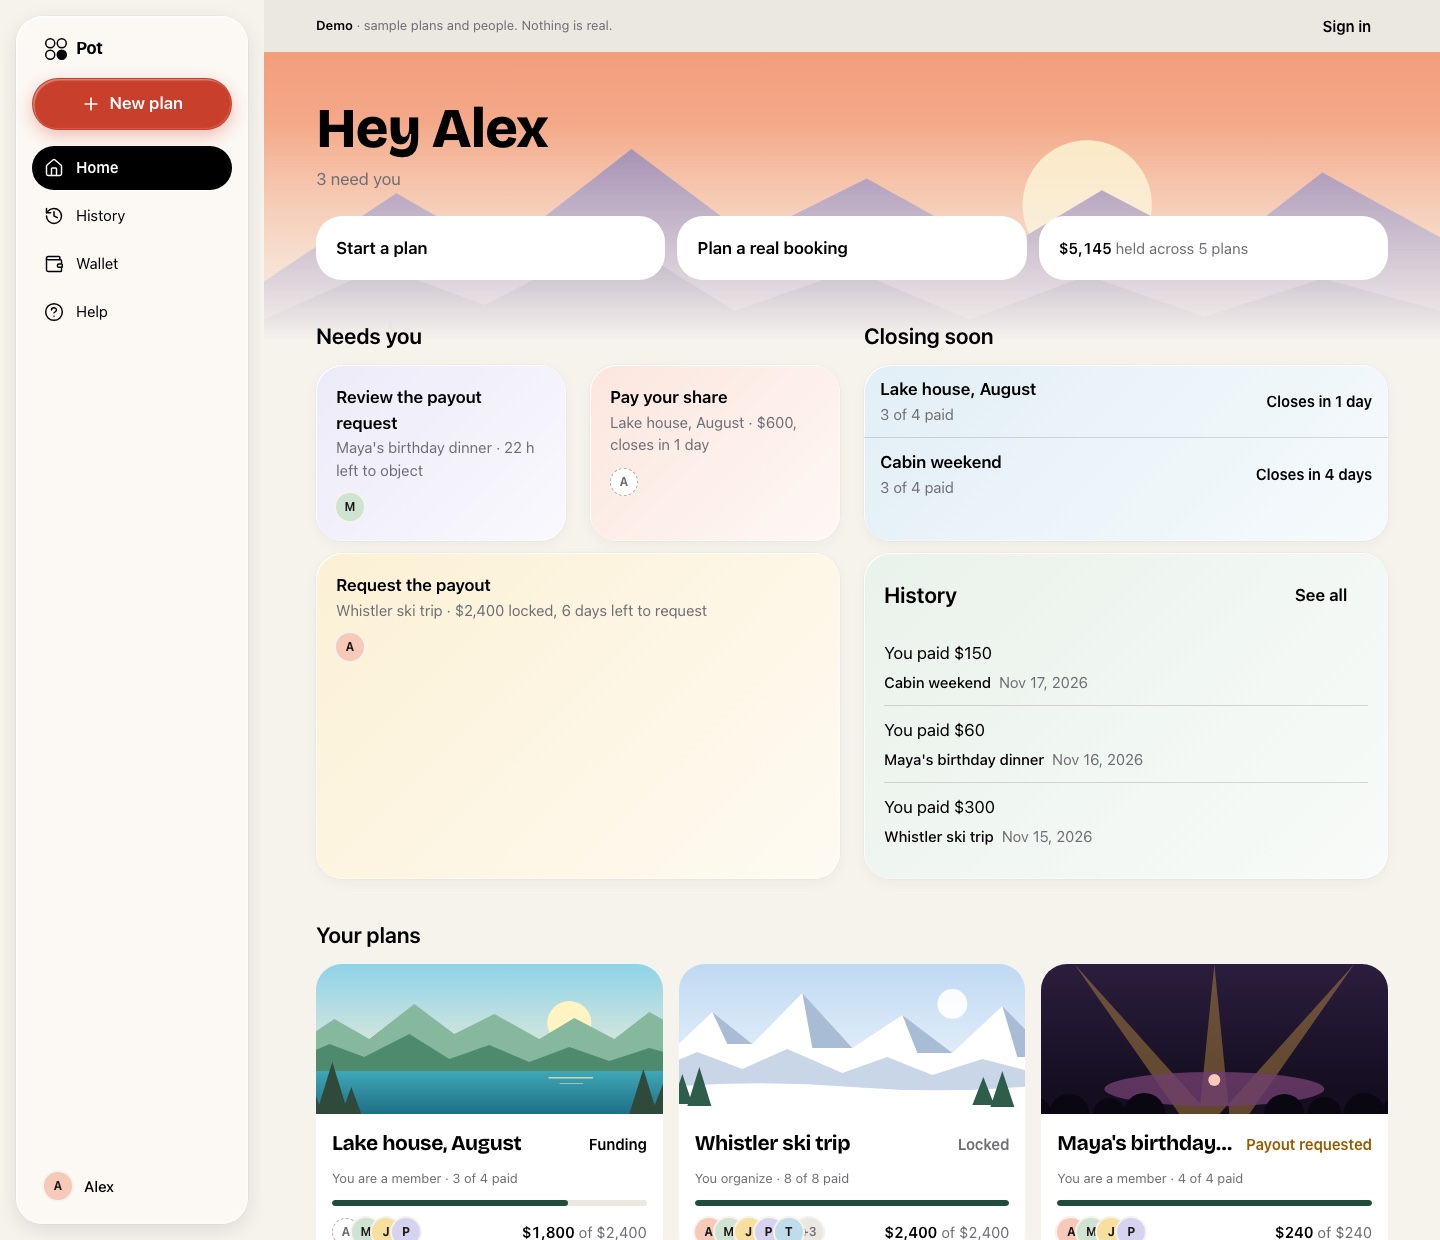 Pot
New plan
Home
History
Wallet
Help
A Alex
Demo · sample plans and people. Nothing is real.
Sign in
Hey Alex
3 need you
Start a plan
Plan a real booking
$5,145 held across 5 plans
Needs you
Review the payout
request
Maya's birthday dinner · 22 h
left to object
M
Pay your share
Lake house, August · $600,
closes in 1 day
A
Request the payout
Whistler ski trip · $2,400 locked, 6 days left to request
A
Closing soon
Lake house, August
3 of 4 paid
Closes in 1 day
Cabin weekend
3 of 4 paid
Closes in 4 days
History
See all
You paid $150
Cabin weekend Nov 17, 2026
You paid $60
Maya's birthday dinner Nov 16, 2026
You paid $300
Whistler ski trip Nov 15, 2026
Your plans
Lake house, August
Funding
You are a member · 3 of 4 paid
A M J P
$1,800 of $2,400
Whistler ski trip
Locked
You organize · 8 of 8 paid
A M J P T +3
$2,400 of $2,400
Maya's birthday...
Payout requested
You are a member · 4 of 4 paid
A M J P
$240 of $240